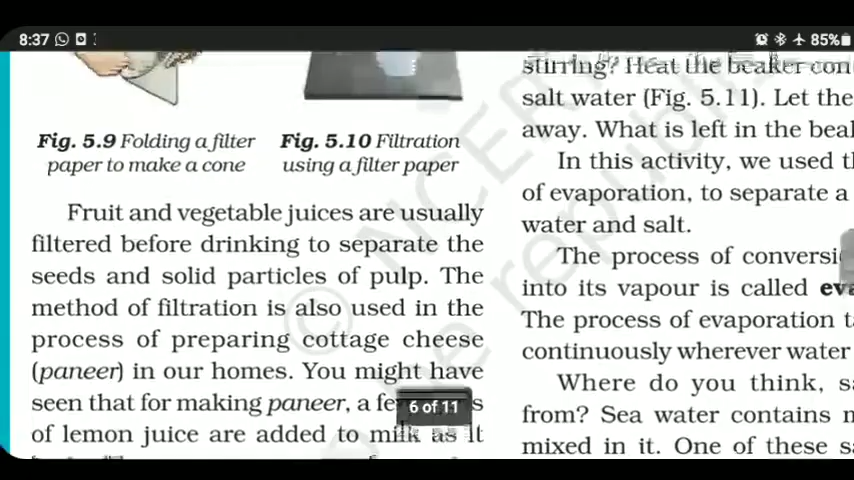 8:37
85%
Fig. 5.9 Folding a filter
paper to make a cone
Fig. 5.10 Filtration
using a filter paper
Fruit and vegetable juices are usually
filtered before drinking to separate the
seeds and solid particles of pulp. The
method of filtration is also used in the
process of preparing cottage cheese
(paneer) in our homes. You might have
seen that for making paneer, a
of lemon juice are added to milk as it
6 of 11
stirring? Heat the beaker
salt water (Fig. 5.11). Let the
away. What is left in the
In this activity, we used
of evaporation, to separate a
water and salt.
The process of
into its vapour is called
The process of evaporation
continuously wherever water
Where do you think,
from? Sea water contains
mixed in it. One of these
© NCERT
be republi